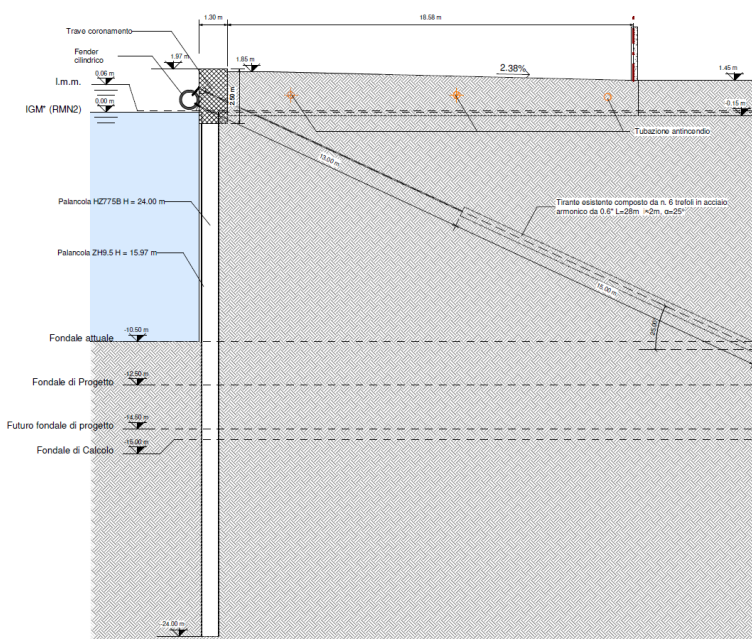 1.30 m
18.58 m
Trave coronamento
Fender
cilindrico
1.97 m
1.85 m
2.38%
1.45 m
0.06 m
l.m.m.
2.50 m
0.00 m
IGM* (RMN2)
-0.15 m
Tubazione antincendio
13.00 m
Palancola HZ775B H = 24.00 m
Tirante esistente composto da n. 6 trefoli in acciaio
armonico da 0.6" L=28m i=2m, α=25°
Palancola ZH9.5 H = 15.97 m
15.00 m
25.00°
-10.50 m
Fondale attuale
-12.50 m
Fondale di Progetto
-14.80 m
Futuro fondale di progetto
-15.00 m
Fondale di Calcolo
-24.00 m